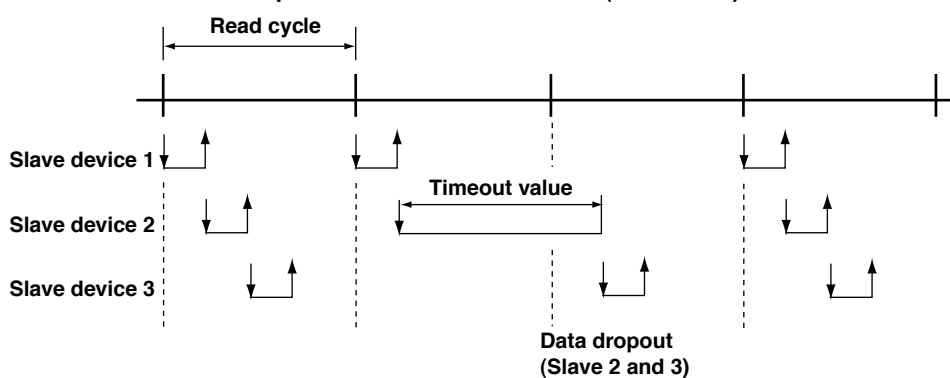 Read cycle
Slave device 1
Timeout value
Slave device 2
Slave device 3
Data dropout
(Slave 2 and 3)